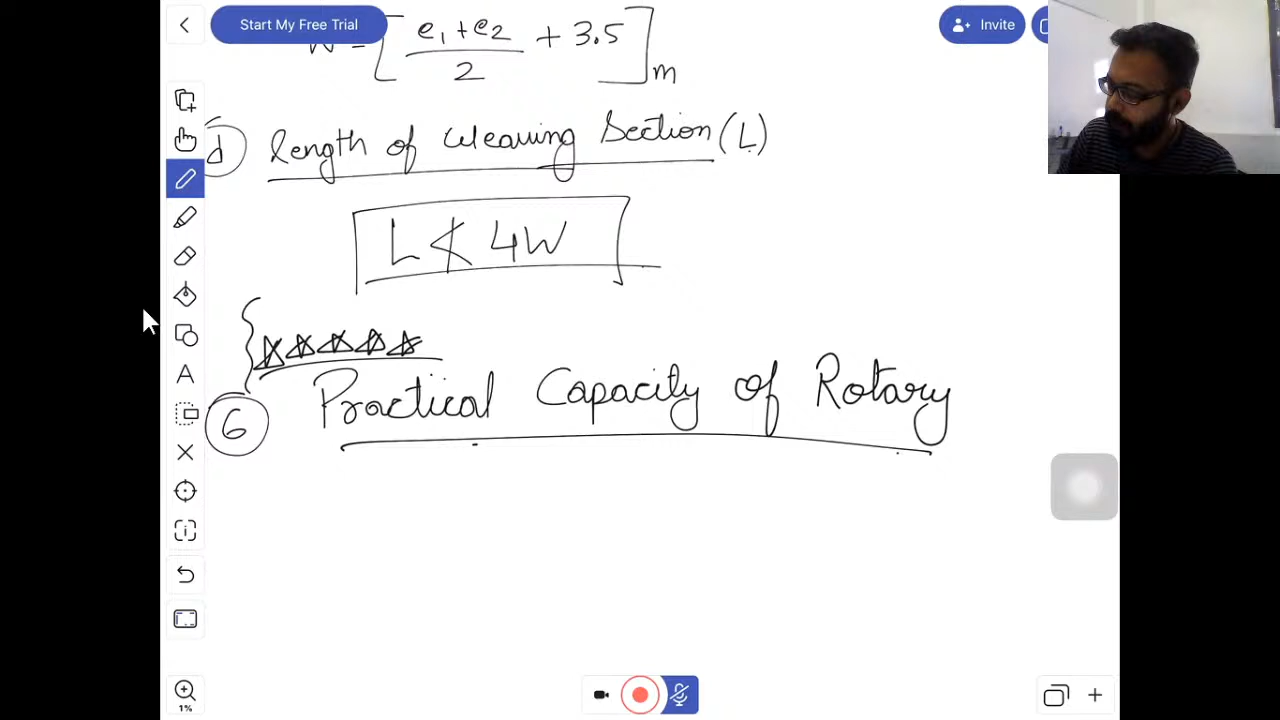 Start My Free Trial
Invite
W = [ e1 + e2 / 2 + 3.5 ] m
d length of weaving Section (L)
L ≮ 4W
6 Practical Capacity of Rotary
A
1%